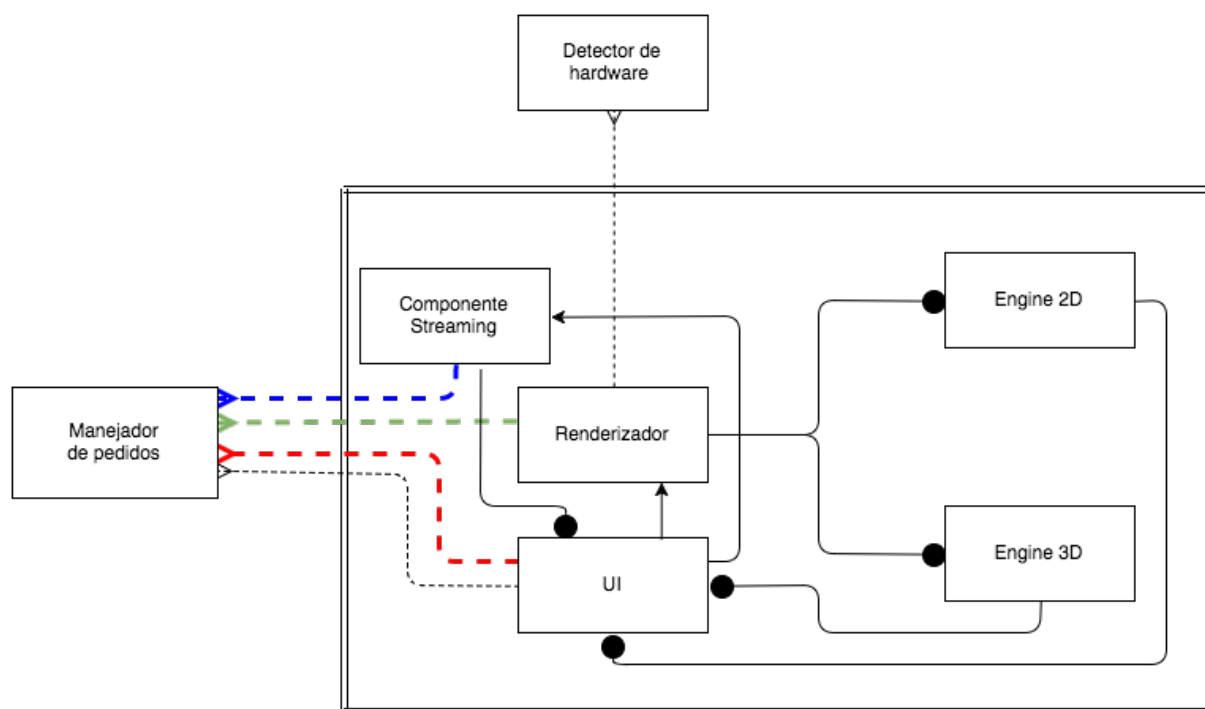 Detector de
hardware
Componente
Streaming
Engine 2D
Manejador
de pedidos
Renderizador
Engine 3D
UI